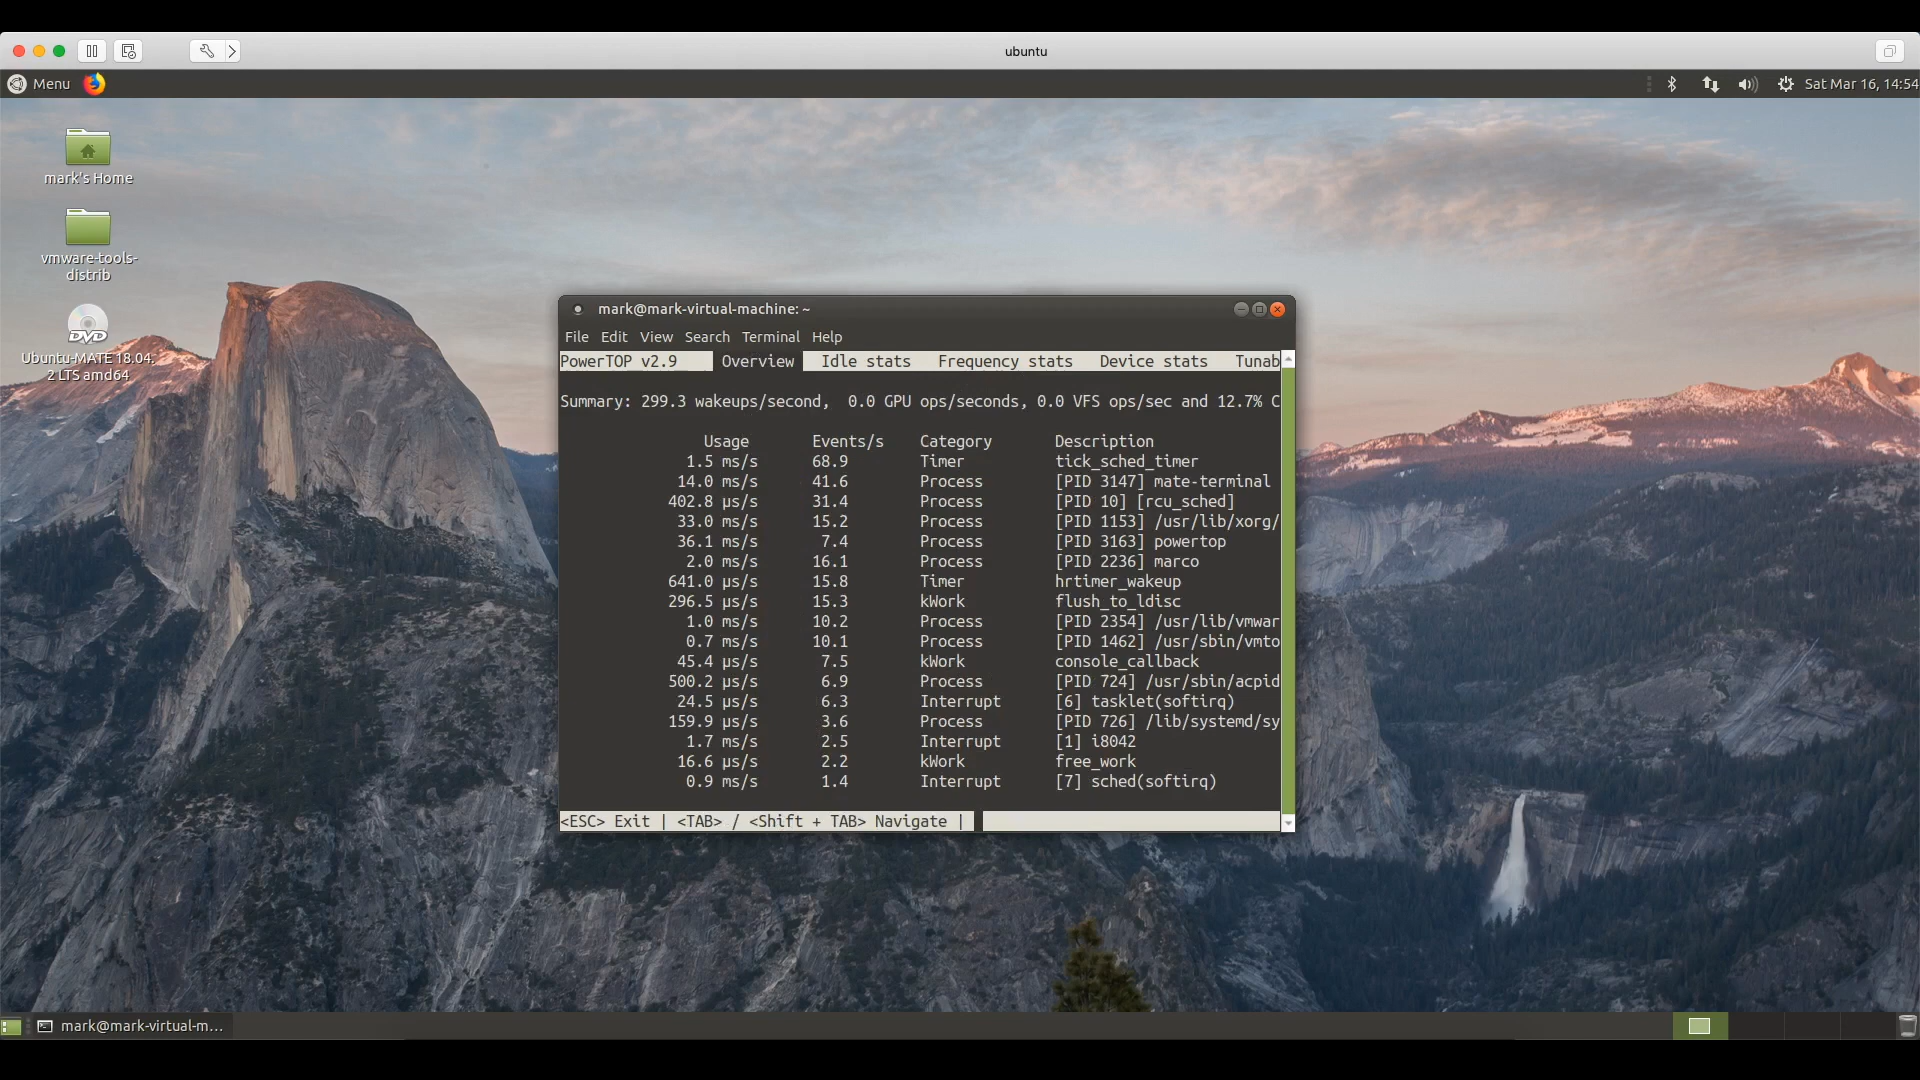 ubuntu
Menu
Sat Mar 16, 14:54
mark's Home
vmware-tools-
distrib
DVD
Ubuntu-MATE 18.04.
2 LTS amd64
mark@mark-virtual-machine: ~
File Edit View Search Terminal Help
PowerTOP v2.9 Overview Idle stats Frequency stats Device stats Tunab
Summary: 299.3 wakeups/second, 0.0 GPU ops/seconds, 0.0 VFS ops/sec and 12.7% C
Usage Events/s Category Description
1.5 ms/s 68.9 Timer tick_sched_timer
14.0 ms/s 41.6 Process [PID 3147] mate-terminal
402.8 µs/s 31.4 Process [PID 10] [rcu_sched]
33.0 ms/s 15.2 Process [PID 1153] /usr/lib/xorg/
36.1 ms/s 7.4 Process [PID 3163] powertop
2.0 ms/s 16.1 Process [PID 2236] marco
641.0 µs/s 15.8 Timer hrtimer_wakeup
296.5 µs/s 15.3 kWork flush_to_ldisc
1.0 ms/s 10.2 Process [PID 2354] /usr/lib/vmwar
0.7 ms/s 10.1 Process [PID 1462] /usr/sbin/vmto
45.4 µs/s 7.5 kWork console_callback
500.2 µs/s 6.9 Process [PID 724] /usr/sbin/acpid
24.5 µs/s 6.3 Interrupt [6] tasklet(softirq)
159.9 µs/s 3.6 Process [PID 726] /lib/systemd/sy
1.7 ms/s 2.5 Interrupt [1] i8042
16.6 µs/s 2.2 kWork free_work
0.9 ms/s 1.4 Interrupt [7] sched(softirq)
<ESC> Exit | <TAB> / <Shift + TAB> Navigate |
mark@mark-virtual-m...